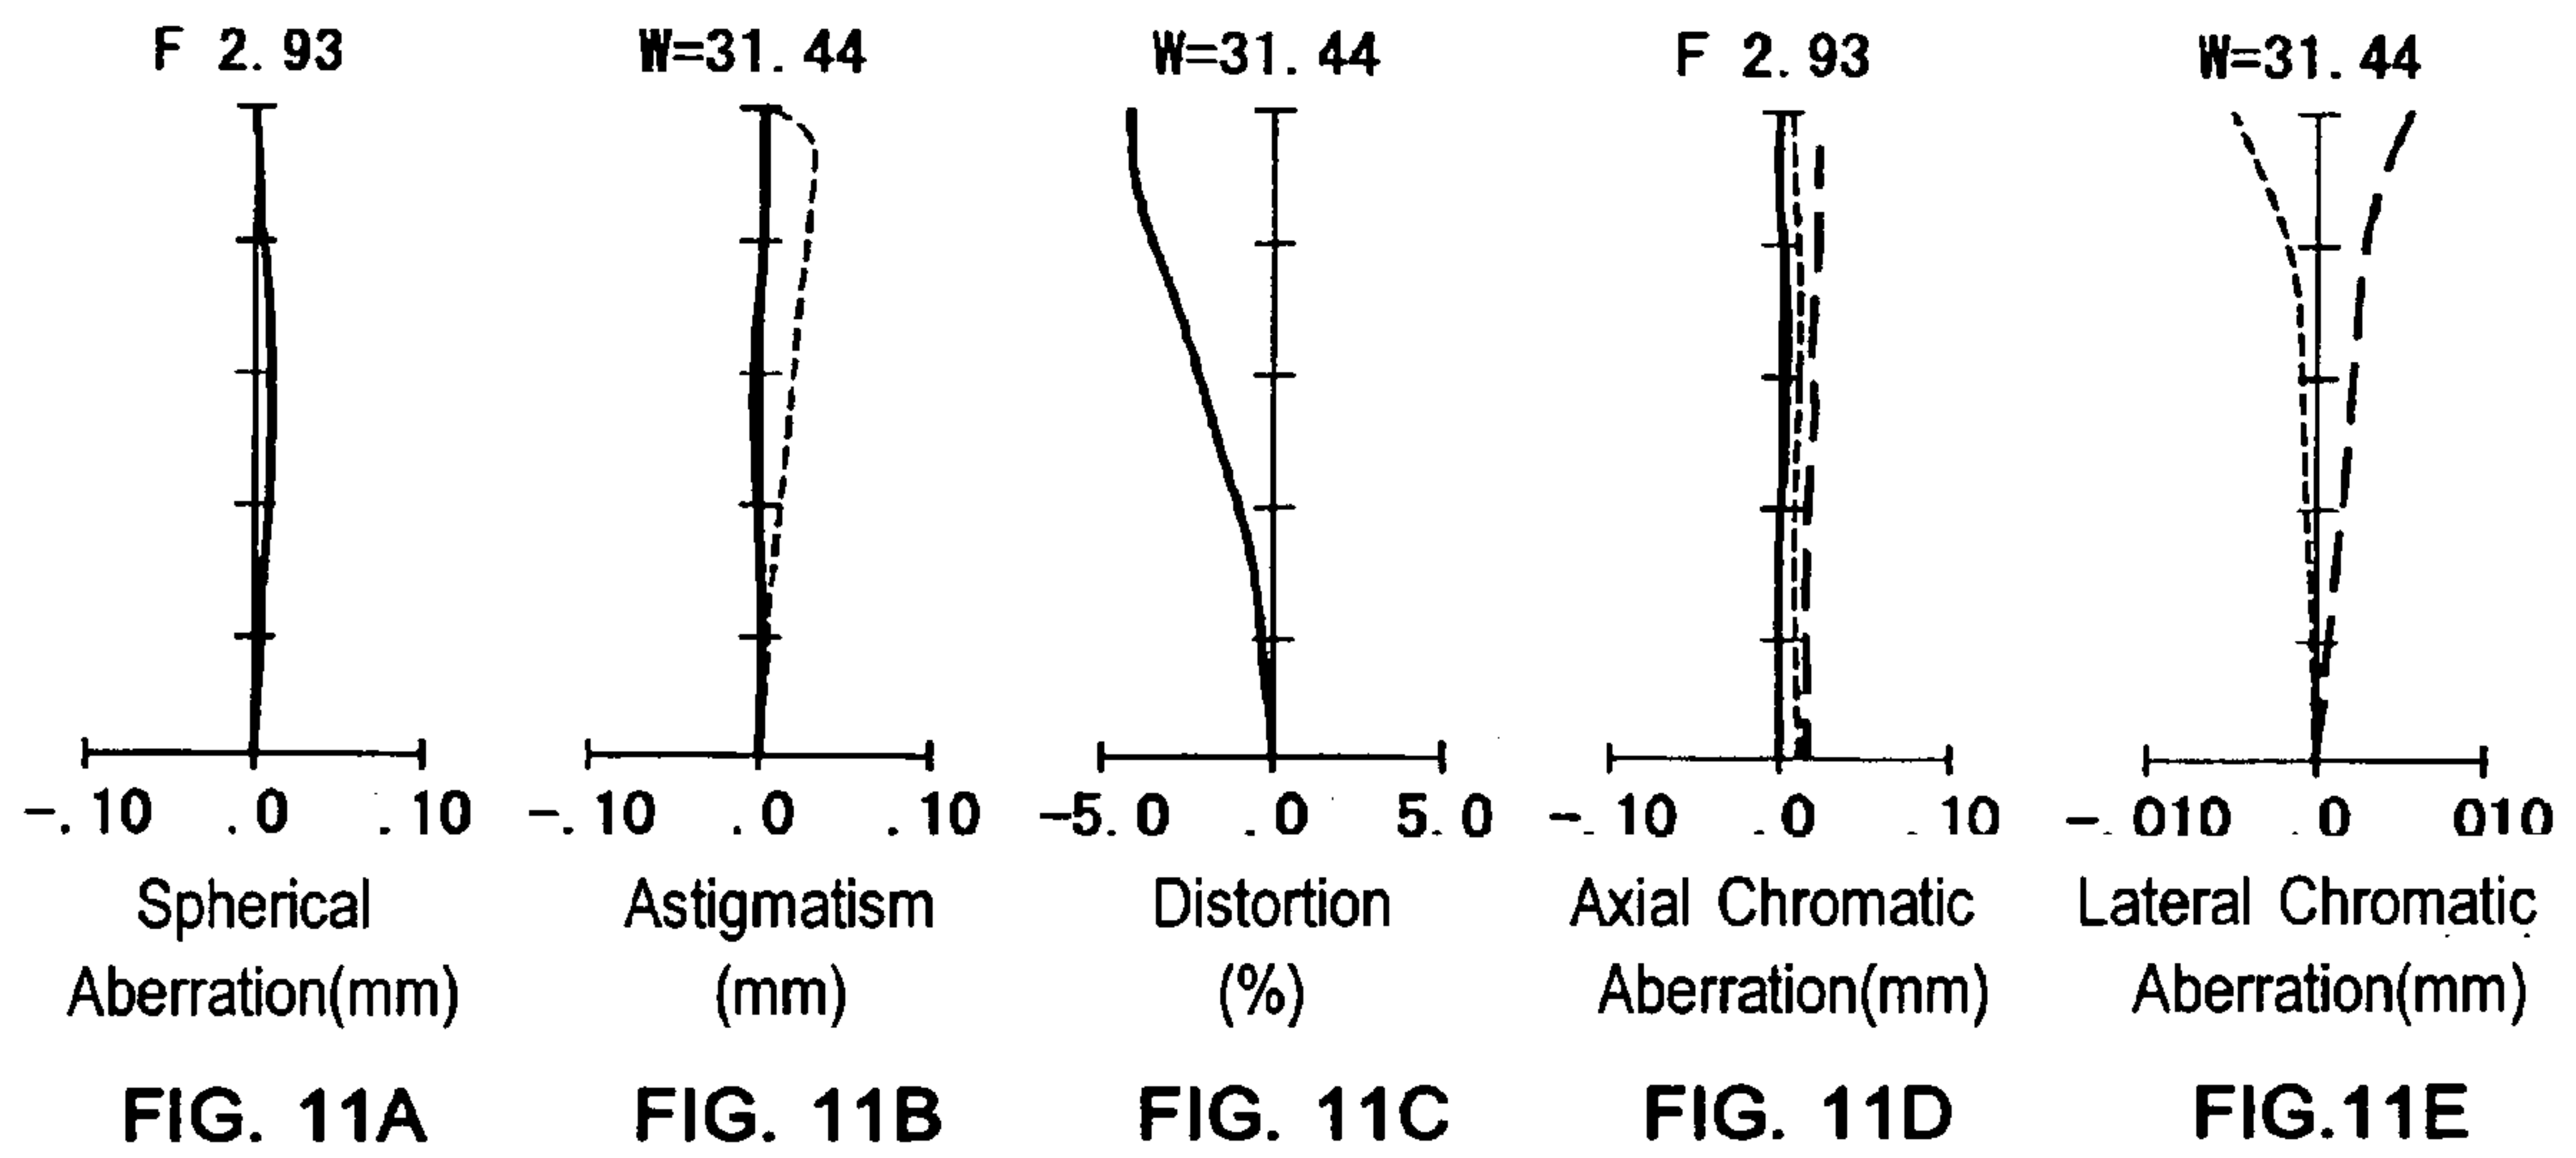 F 2.93
W=31.44
W=31.44
F 2.93
W=31.44
-.10 .0 .10
-.10 .0 .10
-5.0 .0 5.0
-.10 .0 .10
-.010 .0 010
Spherical
Aberration(mm)
Astigmatism
(mm)
Distortion
(%)
Axial Chromatic
Aberration(mm)
Lateral Chromatic
Aberration(mm)
FIG. 11A
FIG. 11B
FIG. 11C
FIG. 11D
FIG.11E